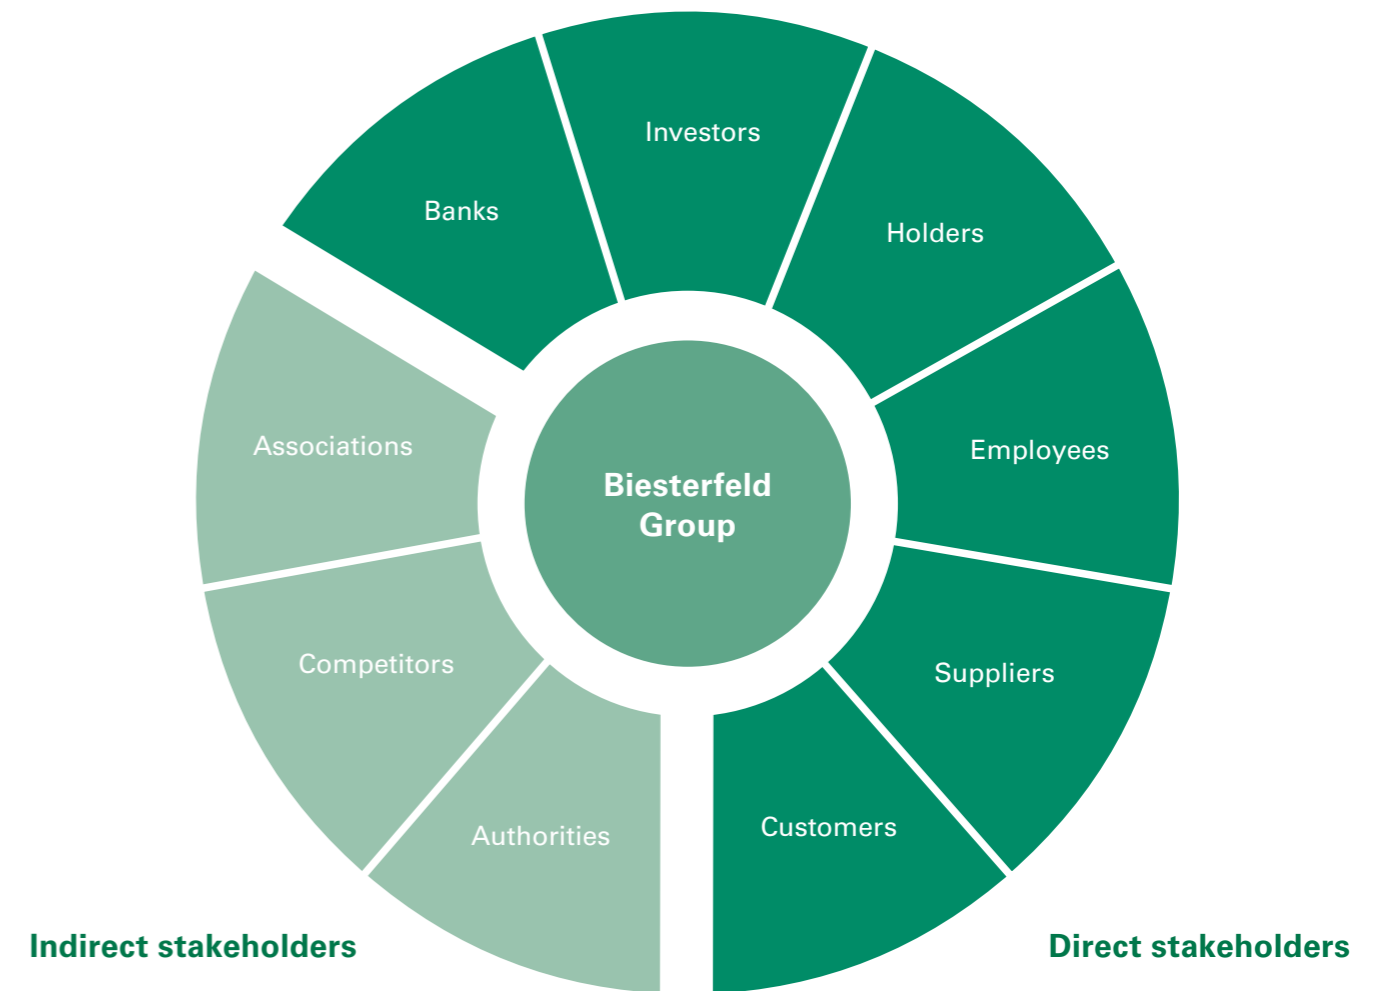 Investors
Banks
Holders
Associations
Employees
Biesterfeld
Group
Competitors
Suppliers
Authorities
Customers
Indirect stakeholders
Direct stakeholders